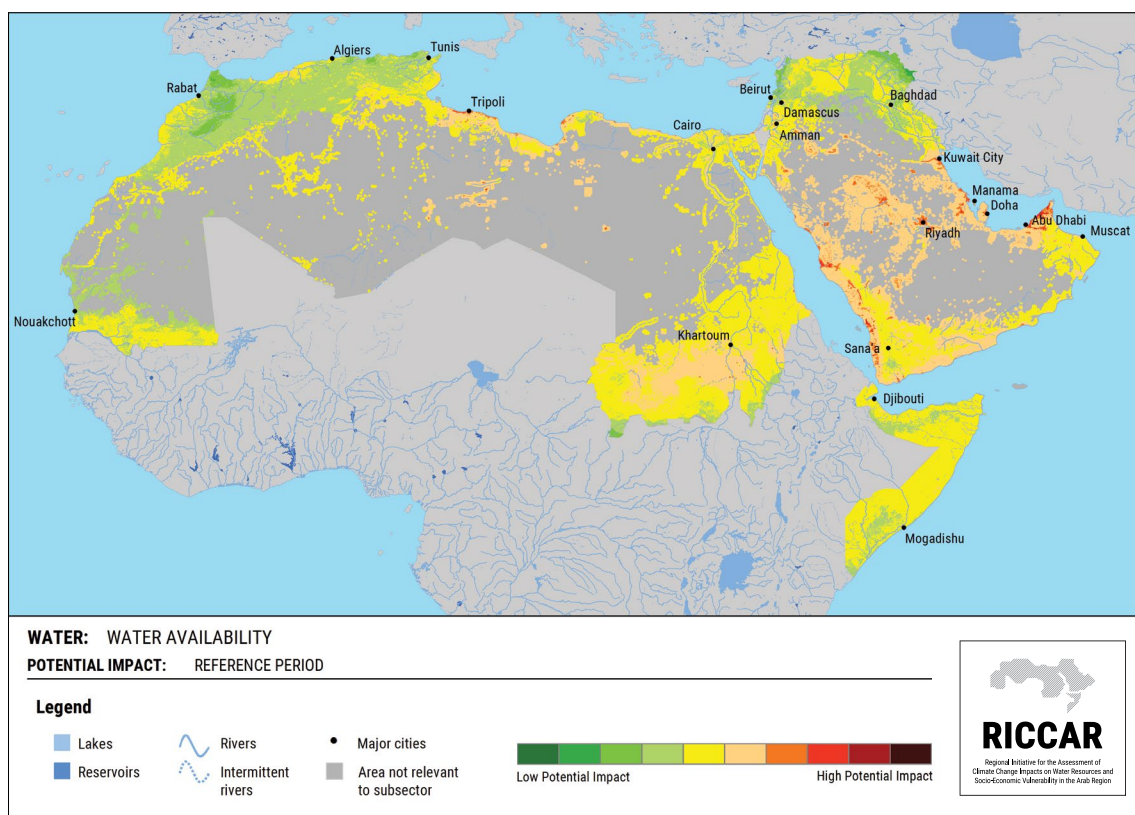 Algiers
Tunis
Rabat
Tripoli
Beirut
Damascus
Baghdad
Cairo
Amman
Kuwait City
Manama
Doha
Abu Dhabi
Riyadh
Muscat
Nouakchott
Khartoum
Sana'a
Djibouti
Mogadishu
WATER: WATER AVAILABILITY
POTENTIAL IMPACT: REFERENCE PERIOD
Legend
Lakes
Rivers
Major cities
Reservoirs
Intermittent
rivers
Area not relevant
to subsector
Low Potential Impact
High Potential Impact
RICCAR
Regional Initiative for the Assessment of
Climate Change Impacts on Water Resources and
Socio-Economic Vulnerability in the Arab Region